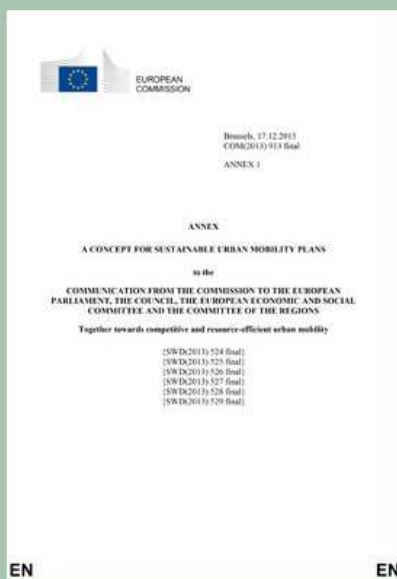 EUROPEAN
COMMISSION
Brussels, 17.12.2013
COM(2013) 913 final
ANNEX 1
ANNEX
A CONCEPT FOR SUSTAINABLE URBAN MOBILITY PLANS
to the
COMMUNICATION FROM THE COMMISSION TO THE EUROPEAN
PARLIAMENT, THE COUNCIL, THE EUROPEAN ECONOMIC AND SOCIAL
COMMITTEE AND THE COMMITTEE OF THE REGIONS
Together towards competitive and resource-efficient urban mobility
{SWD(2013) 524 final}
{SWD(2013) 525 final}
{SWD(2013) 526 final}
{SWD(2013) 527 final}
{SWD(2013) 528 final}
{SWD(2013) 529 final}
EN EN